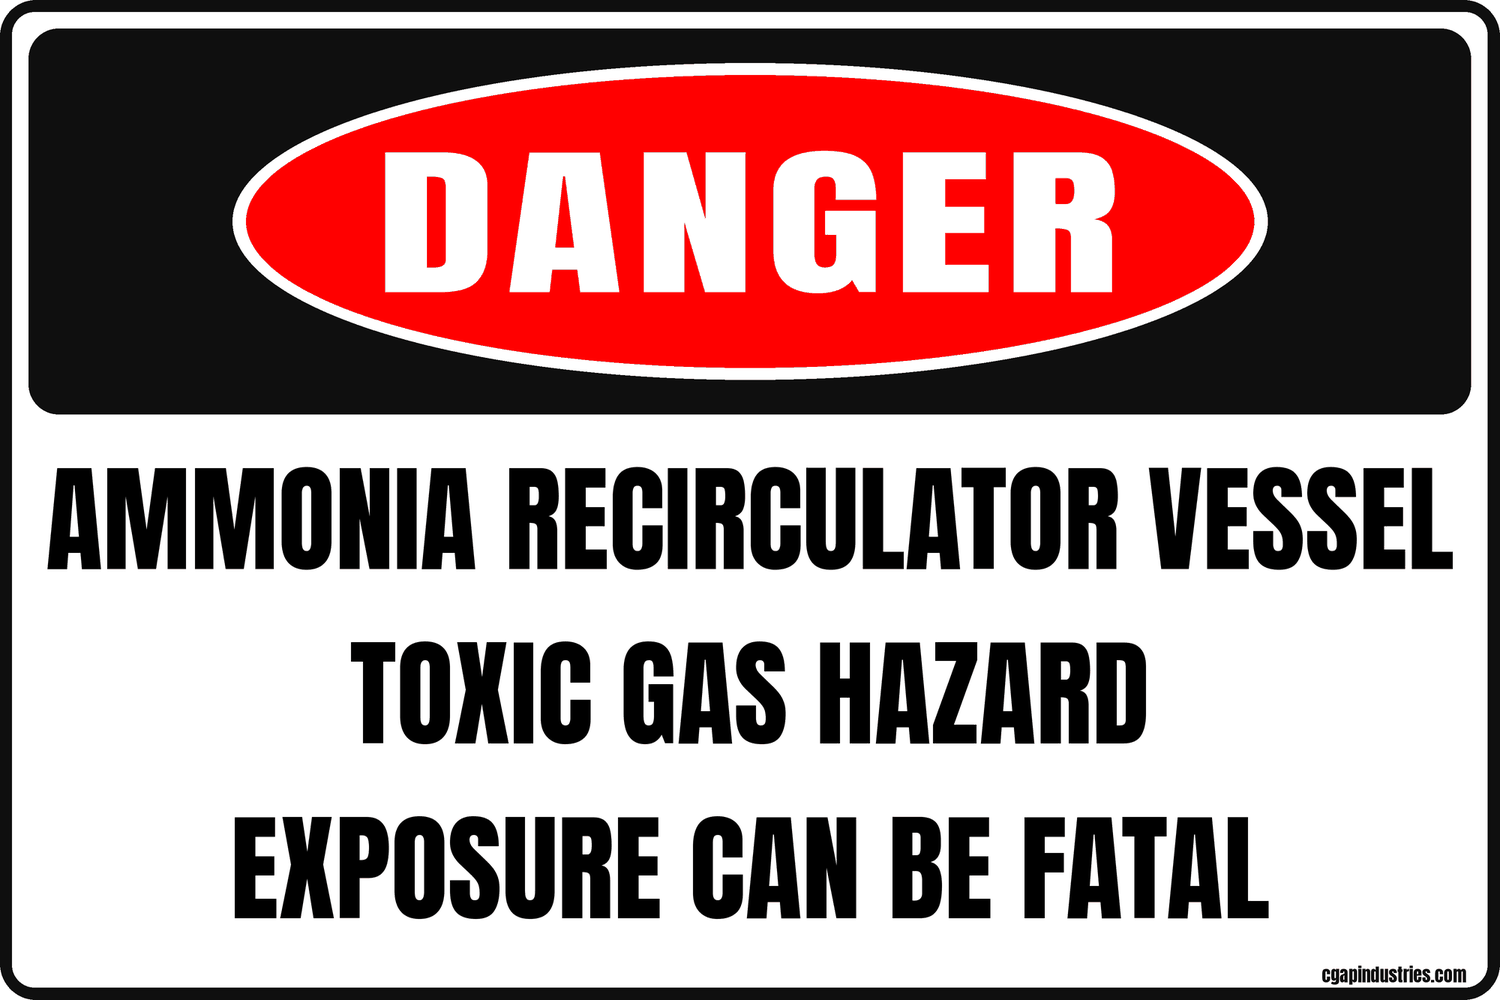 DANGER
AMMONIA RECIRCULATOR VESSEL
TOXIC GAS HAZARD
EXPOSURE CAN BE FATAL
cgapindustries.com